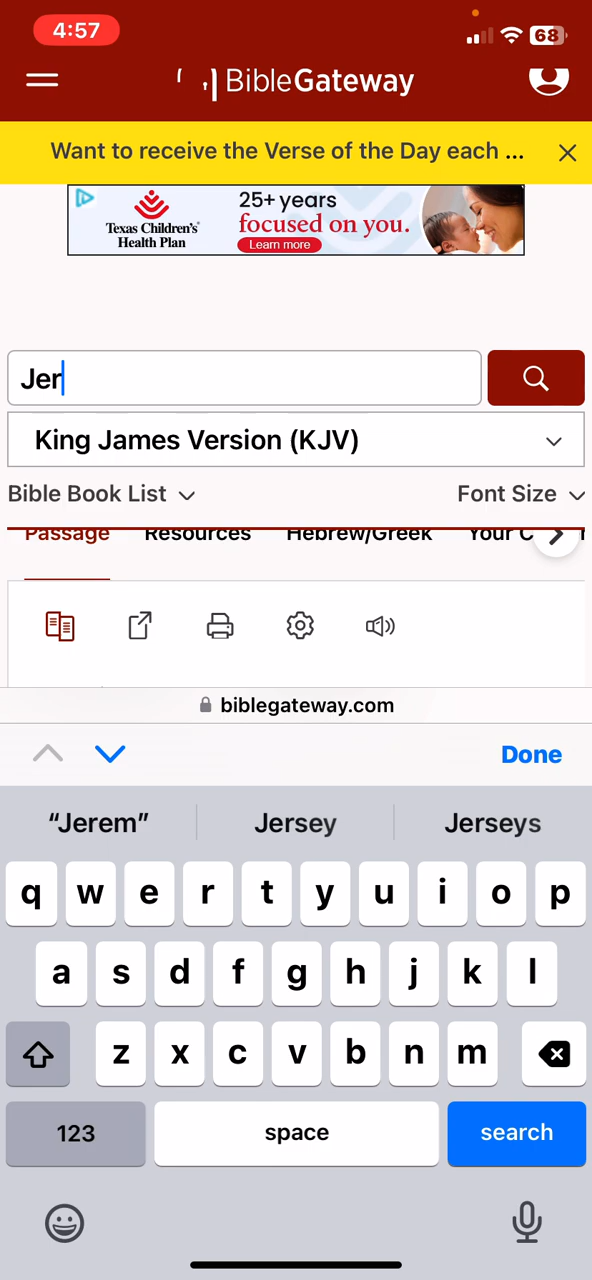 4:57
68
BibleGateway
Want to receive the Verse of the Day each ...
Texas Children's
Health Plan
25+ years
focused on you.
Learn more
Jer
King James Version (KJV)
Bible Book List
Font Size
Passage Resources Hebrew/Greek Your C
biblegateway.com
Done
“Jerem” Jersey Jerseys
q w e r t y u i o p
a s d f g h j k l
z x c v b n m
123 space search